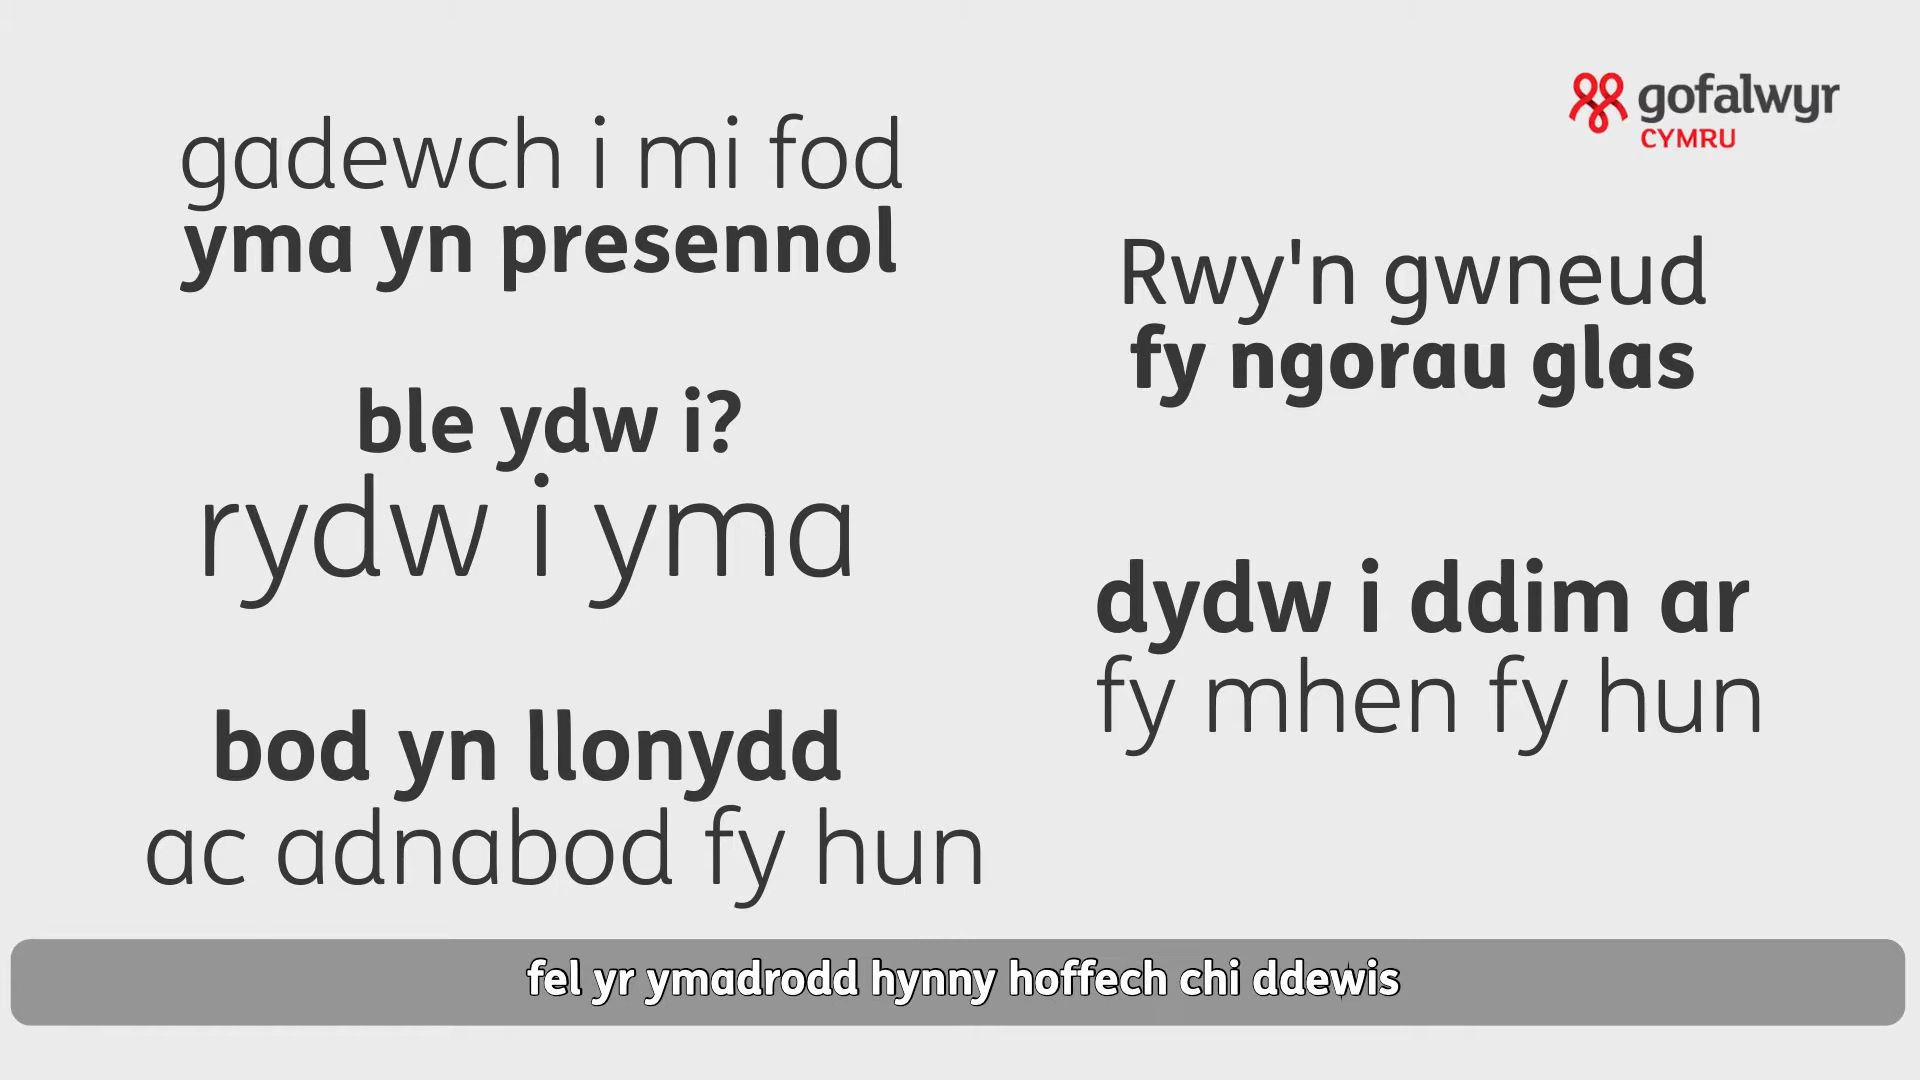 gofalwyr
CYMRU
gadewch i mi fod
yma yn presennol
ble ydw i?
rydw i yma
bod yn llonydd
ac adnabod fy hun
Rwy'n gwneud
fy ngorau glas
dydw i ddim ar
fy mhen fy hun
fel yr ymadrodd hynny hoffech chi ddewis